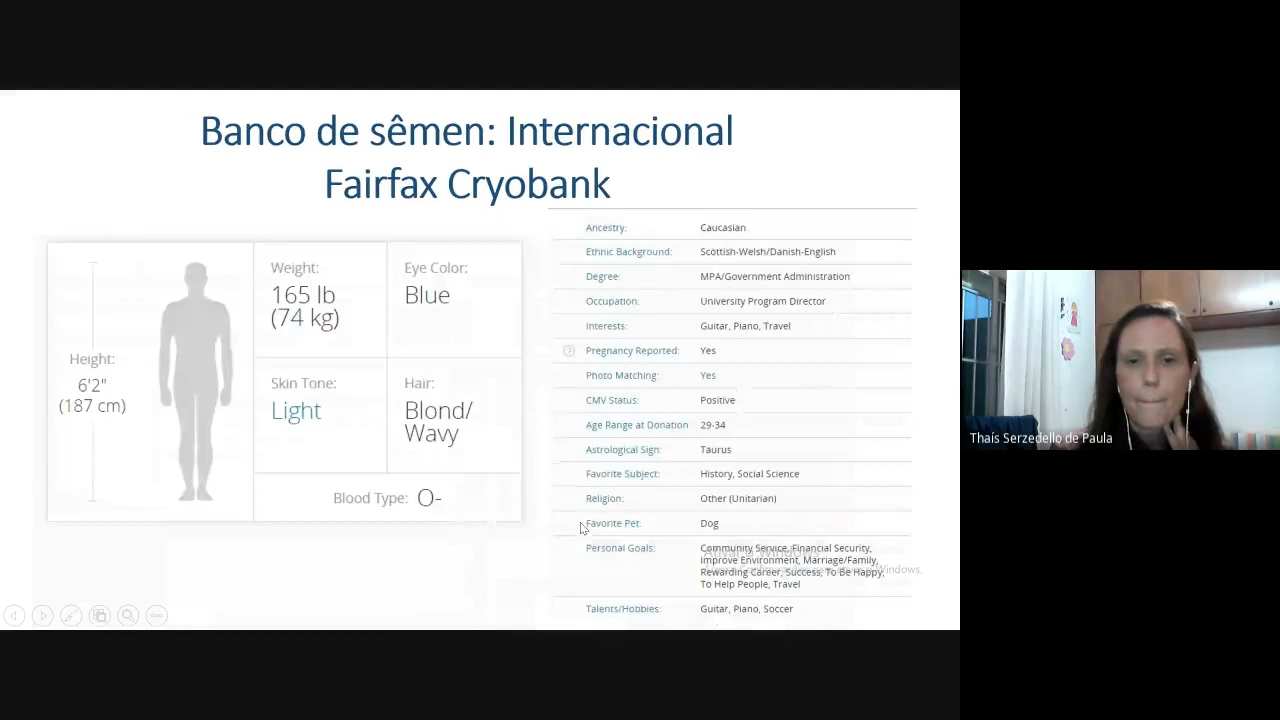 Banco de sêmen: Internacional
Fairfax Cryobank
Height:
6'2"
(187 cm)
Weight:
165 lb
(74 kg)
Eye Color:
Blue
Skin Tone:
Light
Hair:
Blond/
Wavy
Blood Type: O-
Ancestry: Caucasian
Ethnic Background: Scottish-Welsh/Danish-English
Degree: MPA/Government Administration
Occupation: University Program Director
Interests: Guitar, Piano, Travel
? Pregnancy Reported: Yes
Photo Matching: Yes
CMV Status: Positive
Age Range at Donation 29-34
Astrological Sign: Taurus
Favorite Subject: History, Social Science
Religion: Other (Unitarian)
Favorite Pet: Dog
Personal Goals: Community Service, Financial Security,
Improve Environment, Marriage/Family,
Rewarding Career, Success, To Be Happy,
To Help People, Travel
Talents/Hobbies: Guitar, Piano, Soccer
Ativar o Windows
Windows.
Thaís Serzedello de Paula